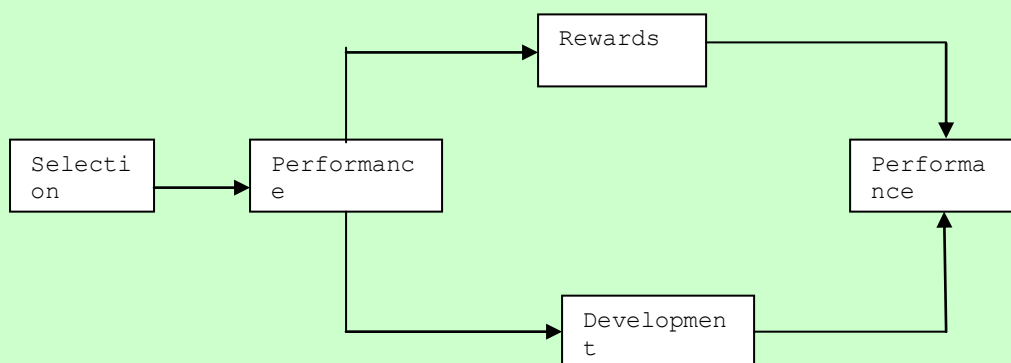 Rewards
Selecti
on
Performanc
e
Performa
nce
Developmen
t